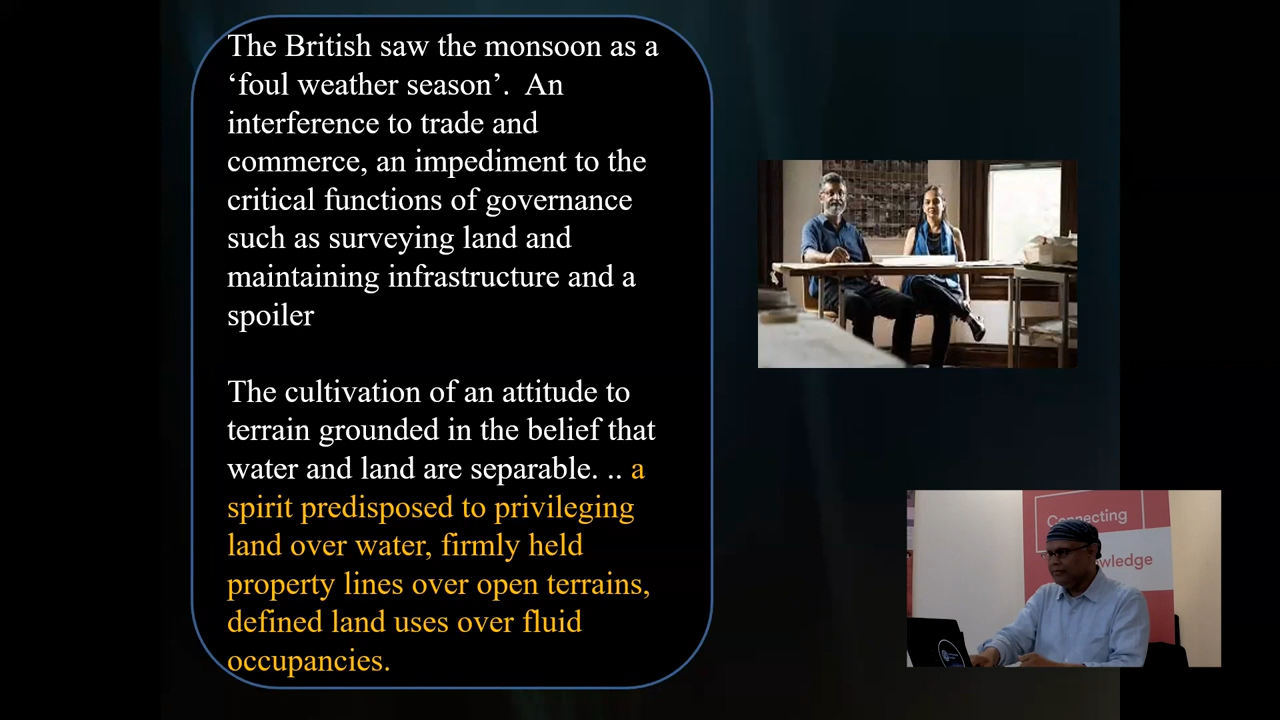 The British saw the monsoon as a
‘foul weather season’.  An
interference to trade and
commerce, an impediment to the
critical functions of governance
such as surveying land and
maintaining infrastructure and a
spoiler
The cultivation of an attitude to
terrain grounded in the belief that
water and land are separable. .. a
spirit predisposed to privileging
land over water, firmly held
property lines over open terrains,
defined land uses over fluid
occupancies.
Connecting